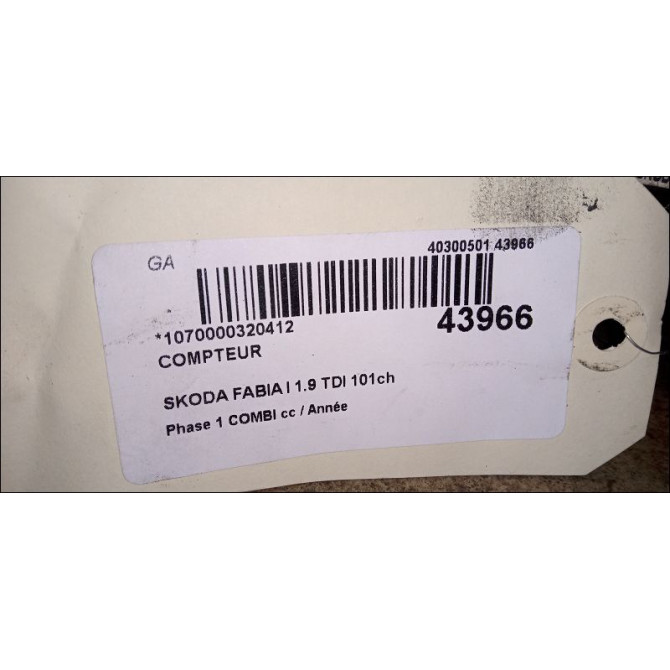 GA
40300501 43966
*1070000320412
43966
COMPTEUR
SKODA FABIA I 1.9 TDI 101ch
Phase 1 COMBI cc / Année